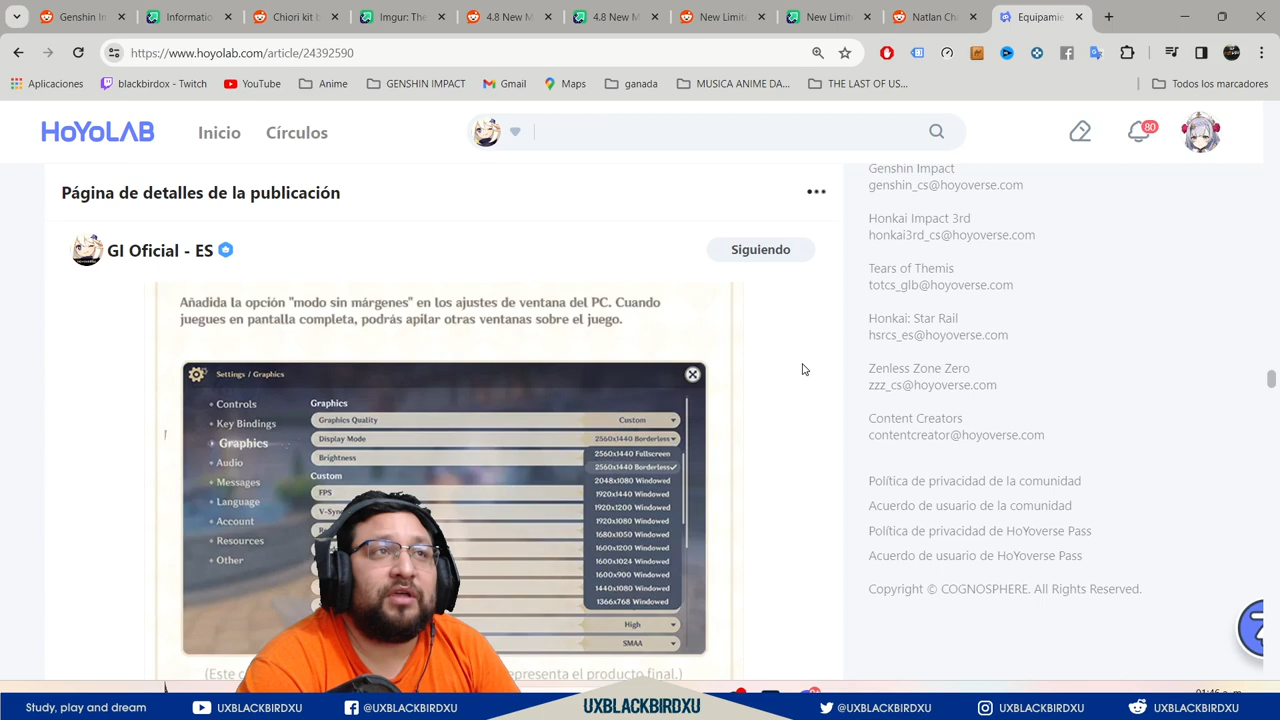 Genshin In
Informatio
Chiori kit b
Imgur: The
4.8 New M
4.8 New M
New Limite
New Limite
Natlan Ch
Equipamie
https://www.hoyolab.com/article/24392590
Aplicaciones
blackbirdox - Twitch
YouTube
Anime
GENSHIN IMPACT
Gmail
Maps
ganada
MUSICA ANIME DA...
THE LAST OF US...
Todos los marcadores
HoYoLAB
Inicio
Círculos
80
Página de detalles de la publicación
GI Oficial - ES
Siguiendo
Añadida la opción "modo sin márgenes" en los ajustes de ventana del PC. Cuando
juegues en pantalla completa, podrás apilar otras ventanas sobre el juego.
Settings / Graphics
Controls
Key Bindings
Graphics
Audio
Messages
Language
Account
Resources
Other
Graphics
Graphics Quality
Custom
Display Mode
2560x1440 Borderless
Brightness
2560x1440 Fullscreen
2560x1440 Borderless
2048x1080 Windowed
1920x1440 Windowed
1920x1200 Windowed
1920x1080 Windowed
1680x1050 Windowed
1600x1200 Windowed
1600x1024 Windowed
1600x900 Windowed
1440x1080 Windowed
1366x768 Windowed
Custom
FPS
V-Sync
High
SMAA
(Este
epresenta el producto final.)
Genshin Impact
genshin_cs@hoyoverse.com
Honkai Impact 3rd
honkai3rd_cs@hoyoverse.com
Tears of Themis
totcs_glb@hoyoverse.com
Honkai: Star Rail
hsrcs_es@hoyoverse.com
Zenless Zone Zero
zzz_cs@hoyoverse.com
Content Creators
contentcreator@hoyoverse.com
Política de privacidad de la comunidad
Acuerdo de usuario de la comunidad
Política de privacidad de HoYoverse Pass
Acuerdo de usuario de HoYoverse Pass
Copyright © COGNOSPHERE. All Rights Reserved.
Study, play and dream
UXBLACKBIRDXU
@UXBLACKBIRDXU
UXBLACKBIRDXU
@UXBLACKBIRDXU
UXBLACKBIRDXU
UXBLACKBIRDXU